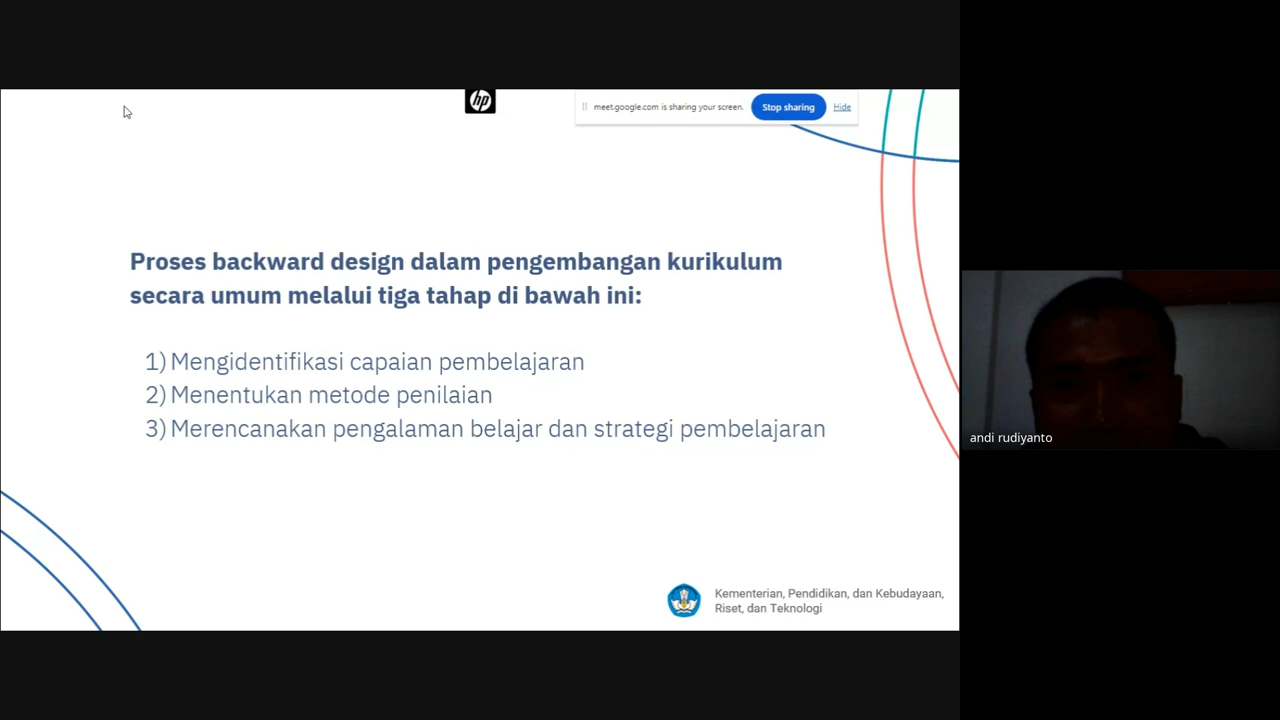 hp
meet.google.com is sharing your screen. Stop sharing Hide
Proses backward design dalam pengembangan kurikulum
secara umum melalui tiga tahap di bawah ini:
1) Mengidentifikasi capaian pembelajaran
2) Menentukan metode penilaian
3) Merencanakan pengalaman belajar dan strategi pembelajaran
andi rudiyanto
Kementerian, Pendidikan, dan Kebudayaan,
Riset, dan Teknologi